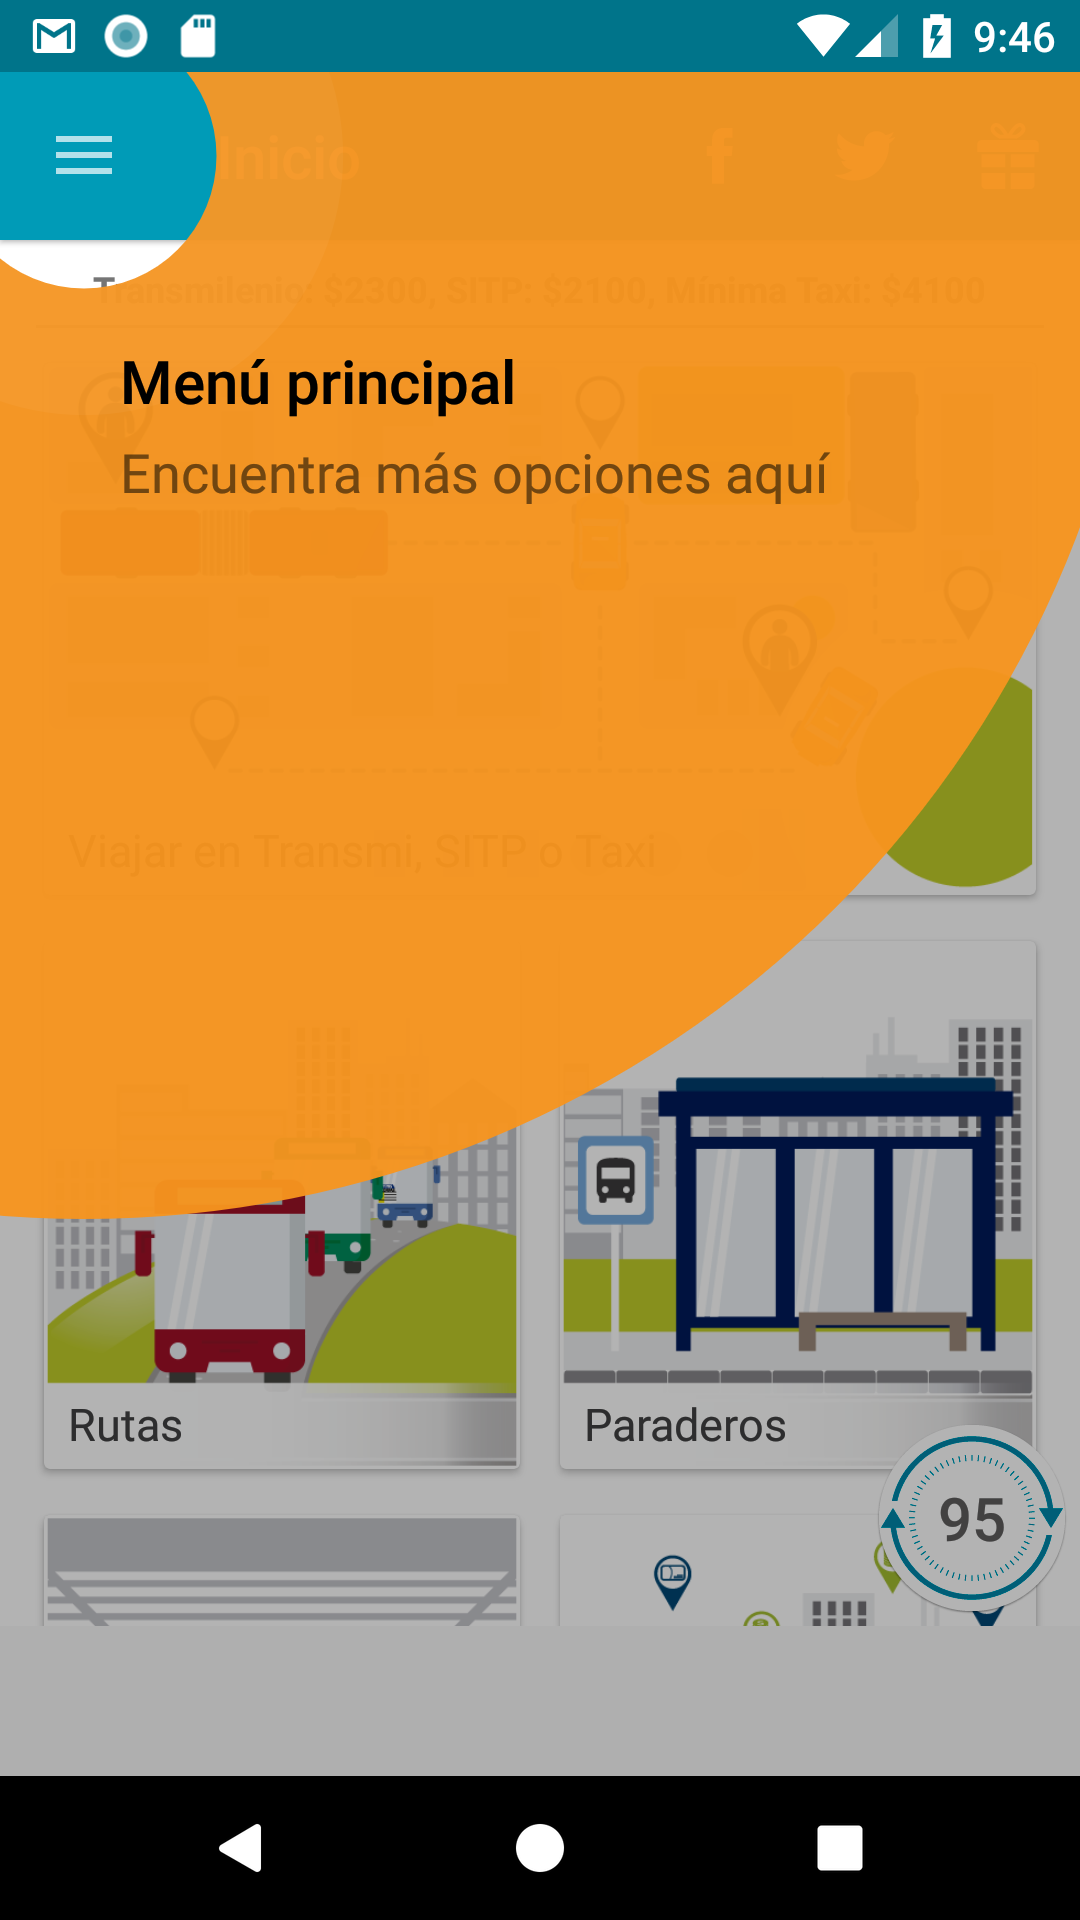 9:46
Inicio
Transmilenio: $2300, SITP: $2100, Mínima Taxi: $4100
Menú principal
Encuentra más opciones aquí
Viajar en Transmi, SITP o Taxi
Rutas
Paraderos
95